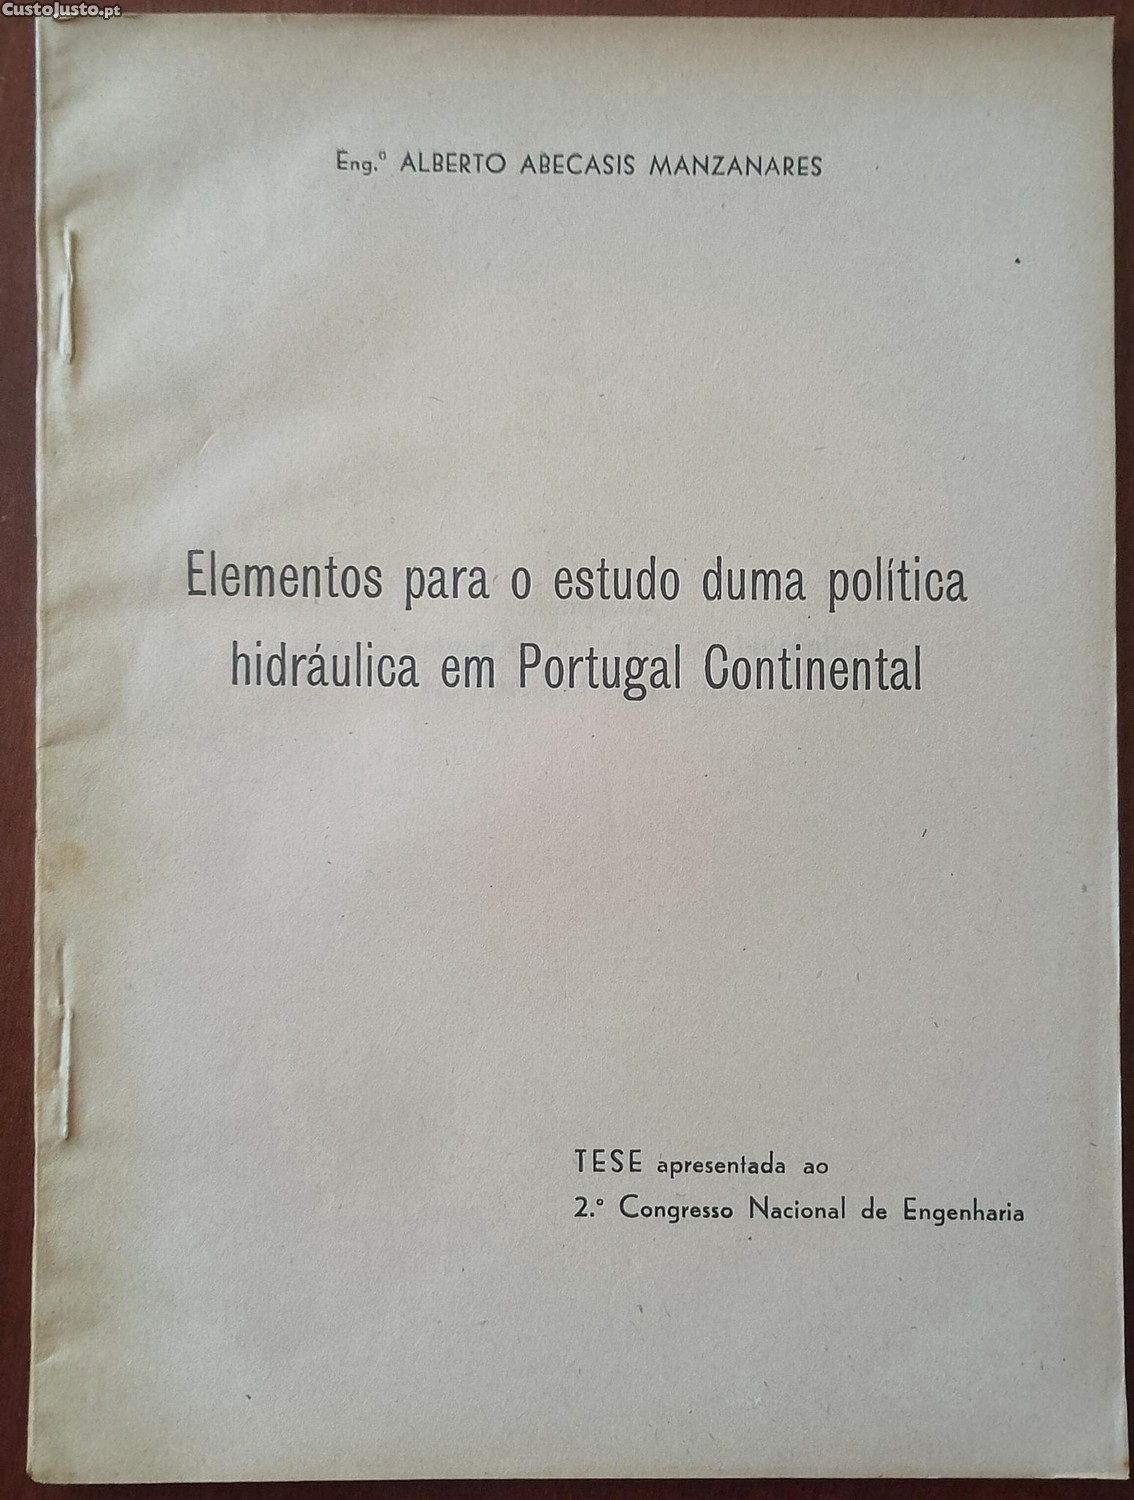 CustoJusto.pt
Eng.º ALBERTO ABECASIS MANZANARES
Elementos para o estudo duma política
hidráulica em Portugal Continental
TESE apresentada ao
2.º Congresso Nacional de Engenharia